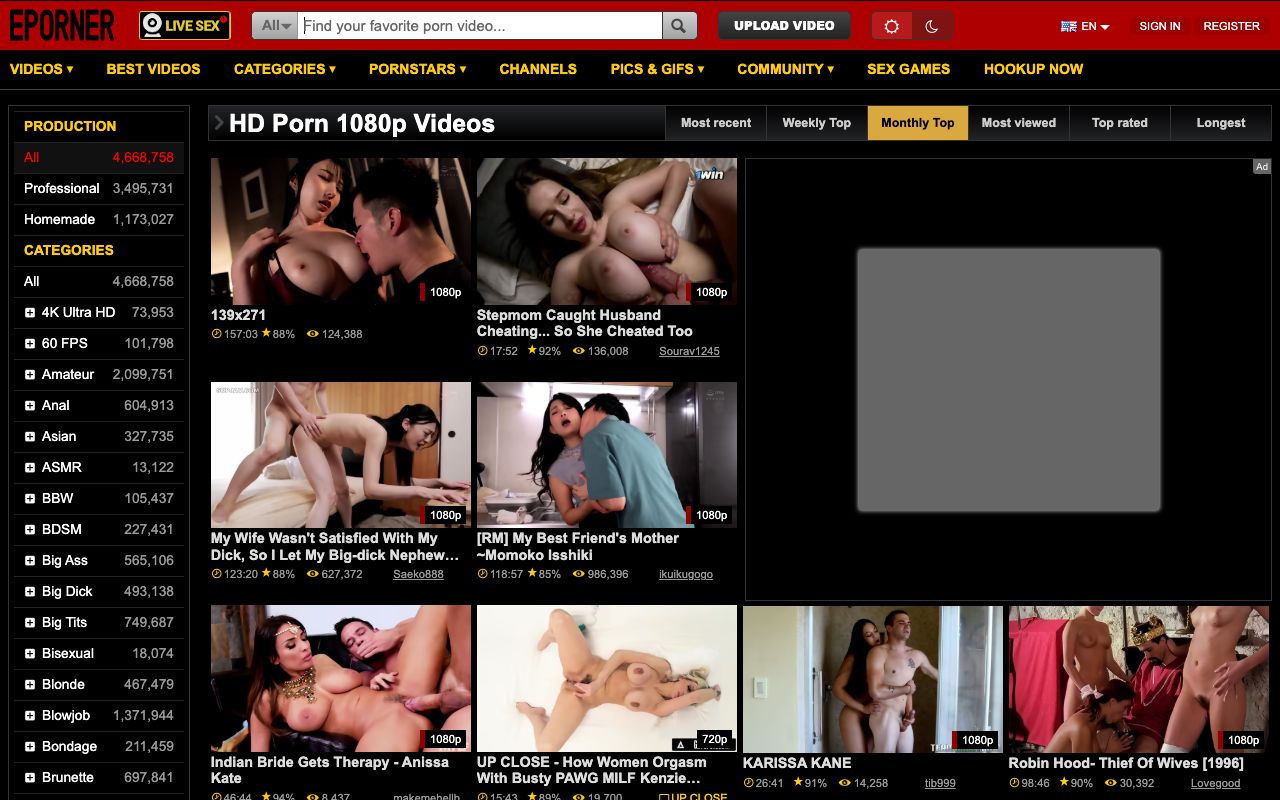 EPORNER
LIVE SEX
All
Find your favorite porn video...
UPLOAD VIDEO
EN
SIGN IN
REGISTER
VIDEOS
BEST VIDEOS
CATEGORIES
PORNSTARS
CHANNELS
PICS & GIFS
COMMUNITY
SEX GAMES
HOOKUP NOW
PRODUCTION
All 4,668,758
Professional 3,495,731
Homemade 1,173,027
CATEGORIES
All 4,668,758
4K Ultra HD 73,953
60 FPS 101,798
Amateur 2,099,751
Anal 604,913
Asian 327,735
ASMR 13,122
BBW 105,437
BDSM 227,431
Big Ass 565,106
Big Dick 493,138
Big Tits 749,687
Bisexual 18,074
Blonde 467,479
Blowjob 1,371,944
Bondage 211,459
Brunette 697,841
HD Porn 1080p Videos
Most recent
Weekly Top
Monthly Top
Most viewed
Top rated
Longest
1080p
139x271
157:03 88% 124,388
win
1080p
Stepmom Caught Husband
Cheating... So She Cheated Too
17:52 92% 136,008 Sourav1245
Ad
1080p
My Wife Wasn't Satisfied With My
Dick, So I Let My Big-dick Nephew…
123:20 88% 627,372 Saeko888
1080p
[RM] My Best Friend's Mother
~Momoko Isshiki
118:57 85% 986,396 ikuikugogo
1080p
Indian Bride Gets Therapy - Anissa
Kate
46:44 94% 8,437 makemebellb
720p
UP CLOSE - How Women Orgasm
With Busty PAWG MILF Kenzie…
15:43 89% 19,700 UP CLOSE
1080p
KARISSA KANE
26:41 91% 14,258 tib999
1080p
Robin Hood- Thief Of Wives [1996]
98:46 90% 30,392 Lovegood